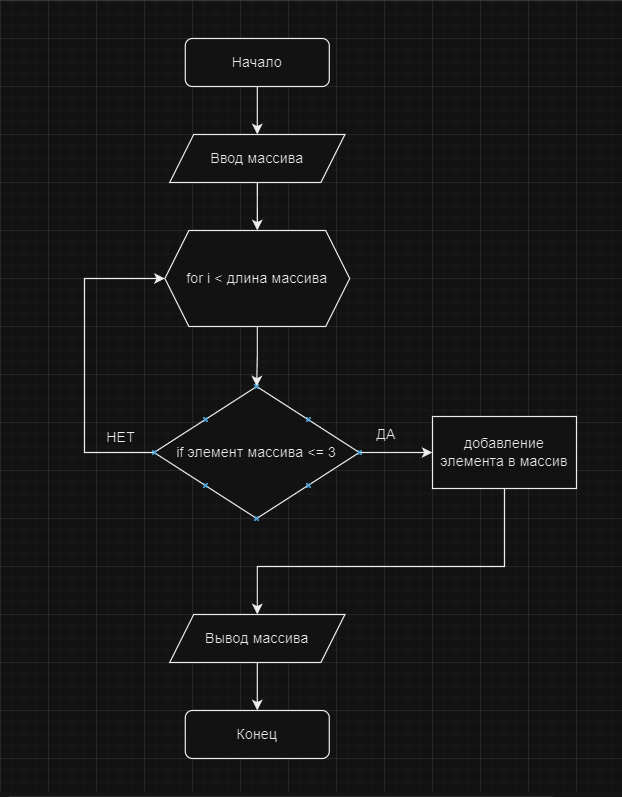 Начало
Ввод массива
for i < длина массива
НЕТ
if элемент массива <= 3
ДА
добавление
элемента в массив
Вывод массива
Конец